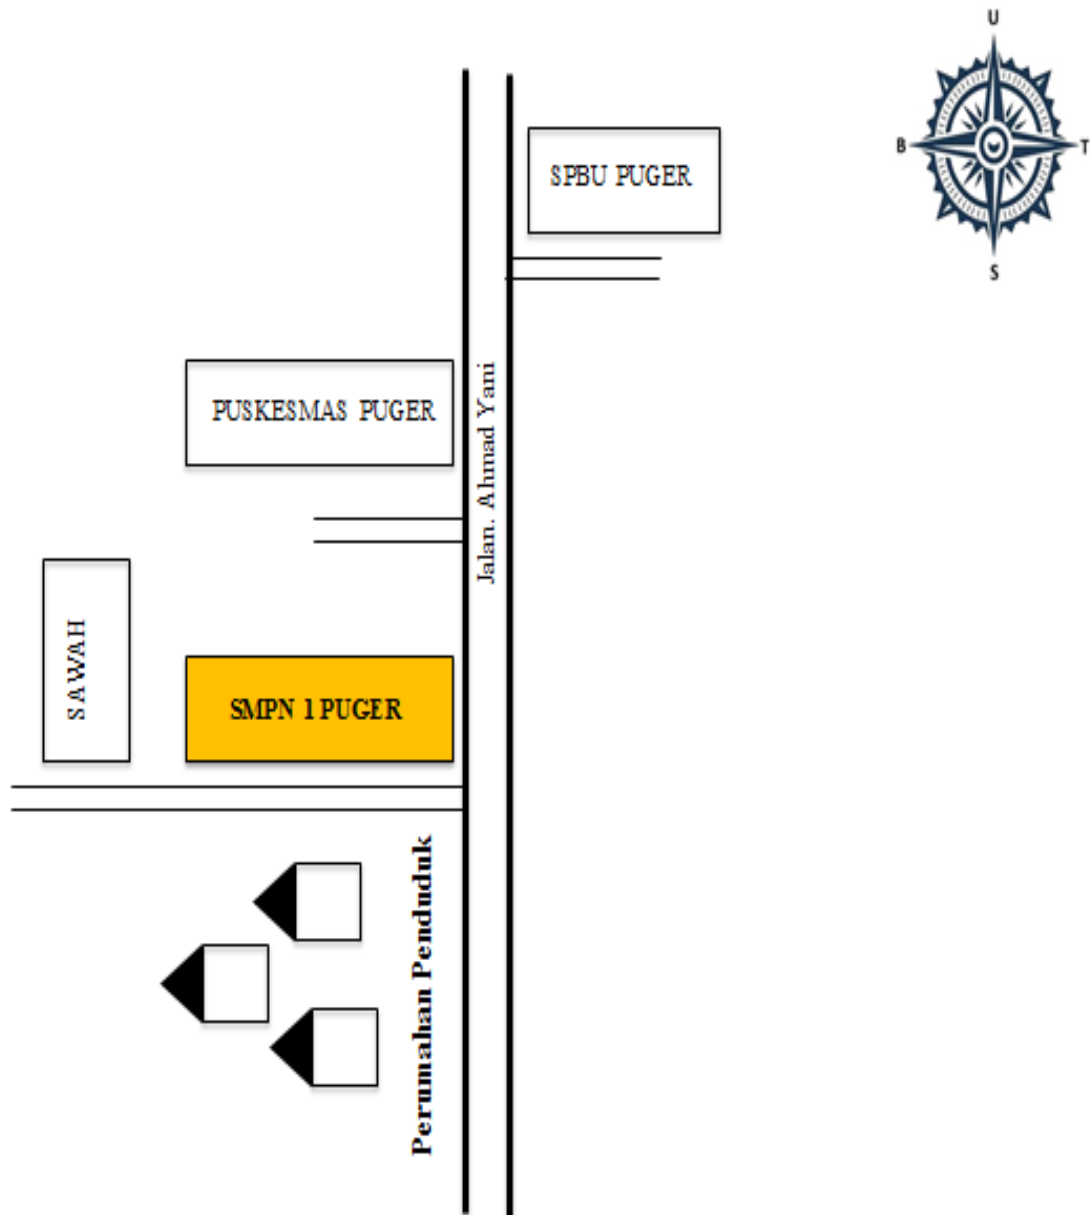 U
B
T
S
SPBU PUGER
PUSKESMAS PUGER
Jalan. Ahmad Yani
SAWAH
SMPN 1 PUGER
Perumahan Penduduk